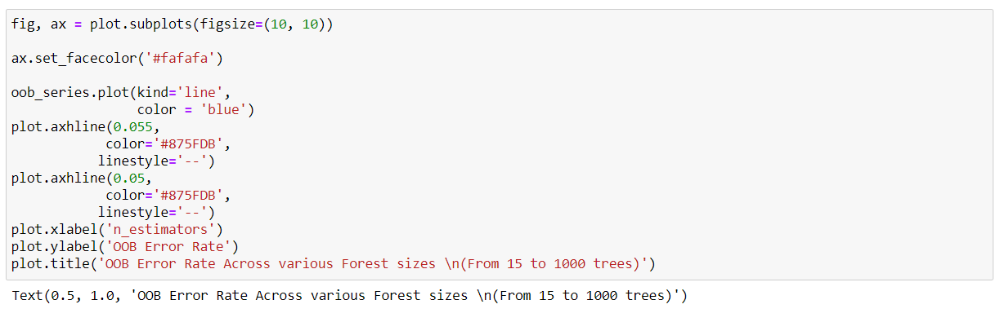 fig, ax = plot.subplots(figsize=(10, 10))
ax.set_facecolor('#fafafa')
oob_series.plot(kind='line',
color = 'blue')
plot.axhline(0.055,
color='#875FDB',
linestyle='--')
plot.axhline(0.05,
color='#875FDB',
linestyle='--')
plot.xlabel('n_estimators')
plot.ylabel('OOB Error Rate')
plot.title('OOB Error Rate Across various Forest sizes \n(From 15 to 1000 trees)')
Text(0.5, 1.0, 'OOB Error Rate Across various Forest sizes \n(From 15 to 1000 trees)')